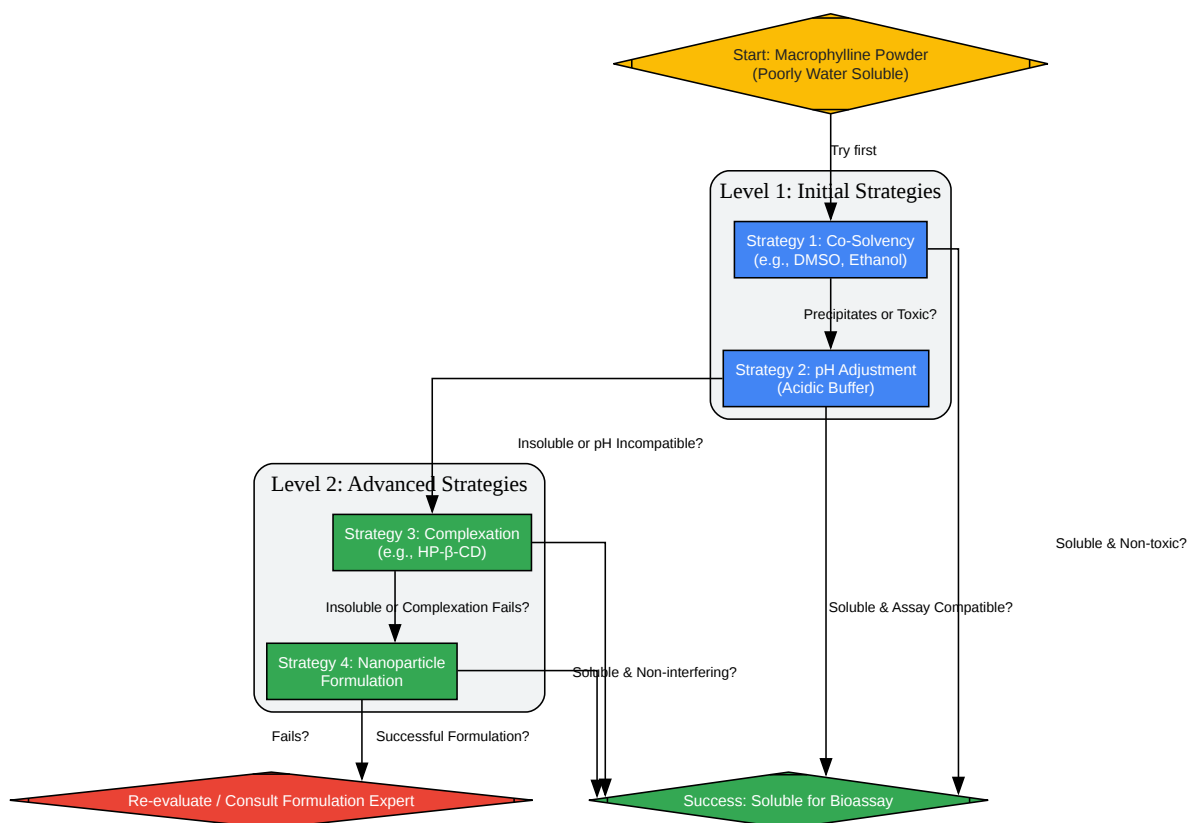 Start: Macrophylline Powder
(Poorly Water Soluble)
Try first
Level 1: Initial Strategies
Strategy 1: Co-Solvency
(e.g., DMSO, Ethanol)
Precipitates or Toxic?
Strategy 2: pH Adjustment
(Acidic Buffer)
Insoluble or pH Incompatible?
Level 2: Advanced Strategies
Strategy 3: Complexation
(e.g., HP-β-CD)
Soluble & Non-toxic?
Insoluble or Complexation Fails?
Soluble & Assay Compatible?
Strategy 4: Nanoparticle
Formulation
Soluble & Non-interfering?
Fails?
Successful Formulation?
Re-evaluate / Consult Formulation Expert
Success: Soluble for Bioassay